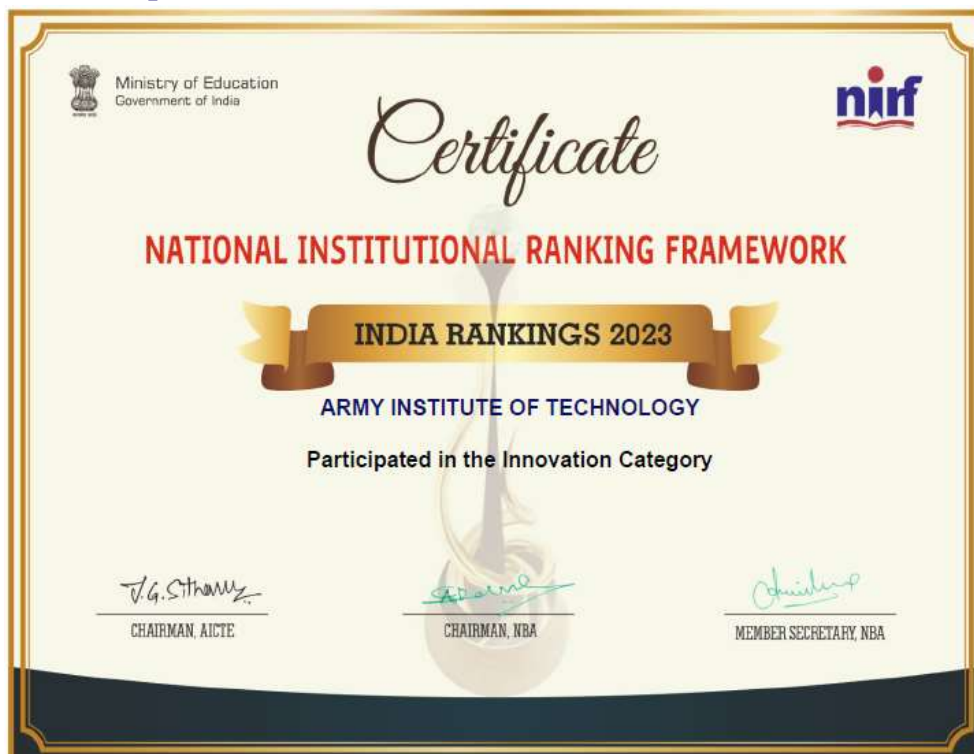 Ministry of Education
Government of India
nirf
Certificate
NATIONAL INSTITUTIONAL RANKING FRAMEWORK
INDIA RANKINGS 2023
ARMY INSTITUTE OF TECHNOLOGY
Participated in the Innovation Category
CHAIRMAN, AICTE
CHAIRMAN, NBA
MEMBER SECRETARY, NBA